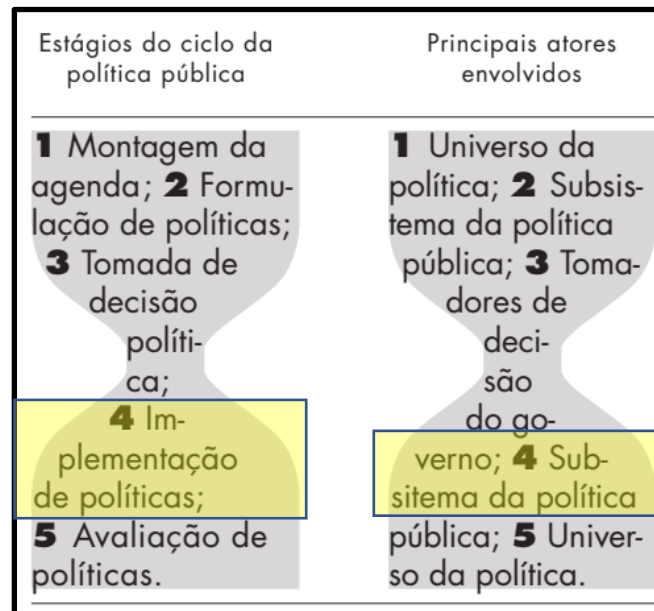 Estágios do ciclo da
política pública
Principais atores
envolvidos
1 Montagem da
agenda; 2 Formu-
lação de políticas;
3 Tomada de
decisão
políti-
ca;
4 Im-
plementação
de políticas;
5 Avaliação de
políticas.
1 Universo da
política; 2 Subsis-
tema da política
pública; 3 Toma-
dores de
deci-
são
do go-
verno; 4 Sub-
sitema da política
pública; 5 Univer-
so da política.